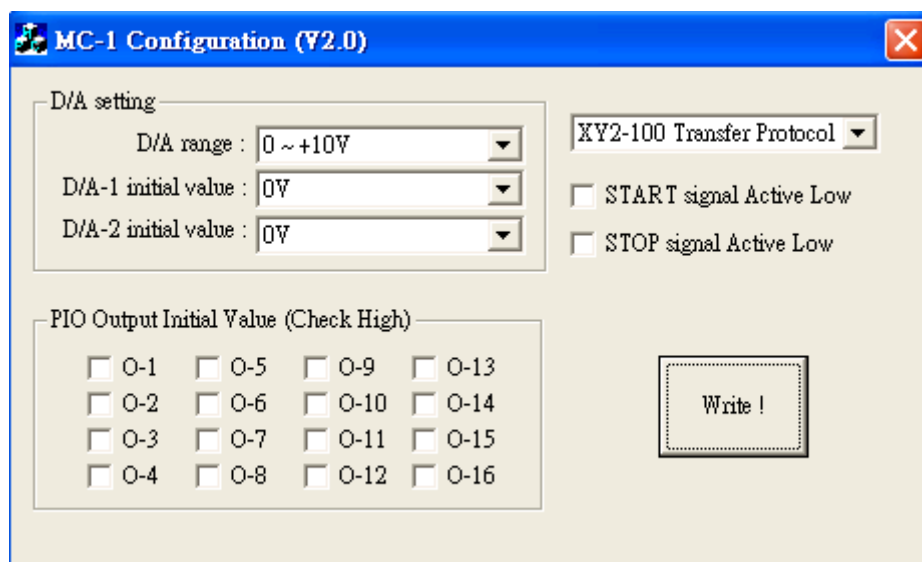 MC-1 Configuration (V2.0)
D/A setting
D/A range : 0 ~ +10V
D/A-1 initial value : 0V
D/A-2 initial value : 0V
XY2-100 Transfer Protocol
START signal Active Low
STOP signal Active Low
PIO Output Initial Value (Check High)
O-1 O-5 O-9 O-13
O-2 O-6 O-10 O-14
O-3 O-7 O-11 O-15
O-4 O-8 O-12 O-16
Write !